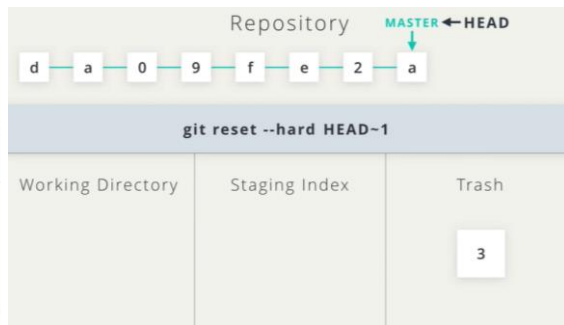 Repository
MASTER HEAD
d a 0 9 f e 2 a
git reset --hard HEAD~1
Working Directory Staging Index Trash
3